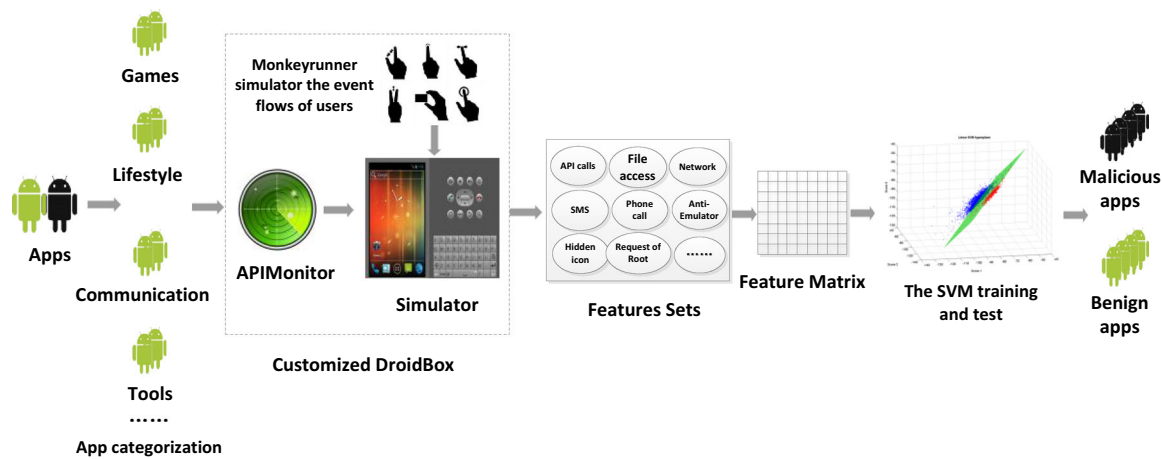 Apps
Games
Lifestyle
Communication
Tools
......
App categorization
Monkeyrunner
simulator the event
flows of users
APIMonitor
Simulator
Customized DroidBox
API calls
File
access
Network
SMS
Phone
call
Anti-
Emulator
Hidden
icon
Request of
Root
......
Features Sets
Feature Matrix
The SVM training
and test
Malicious
apps
Benign
apps